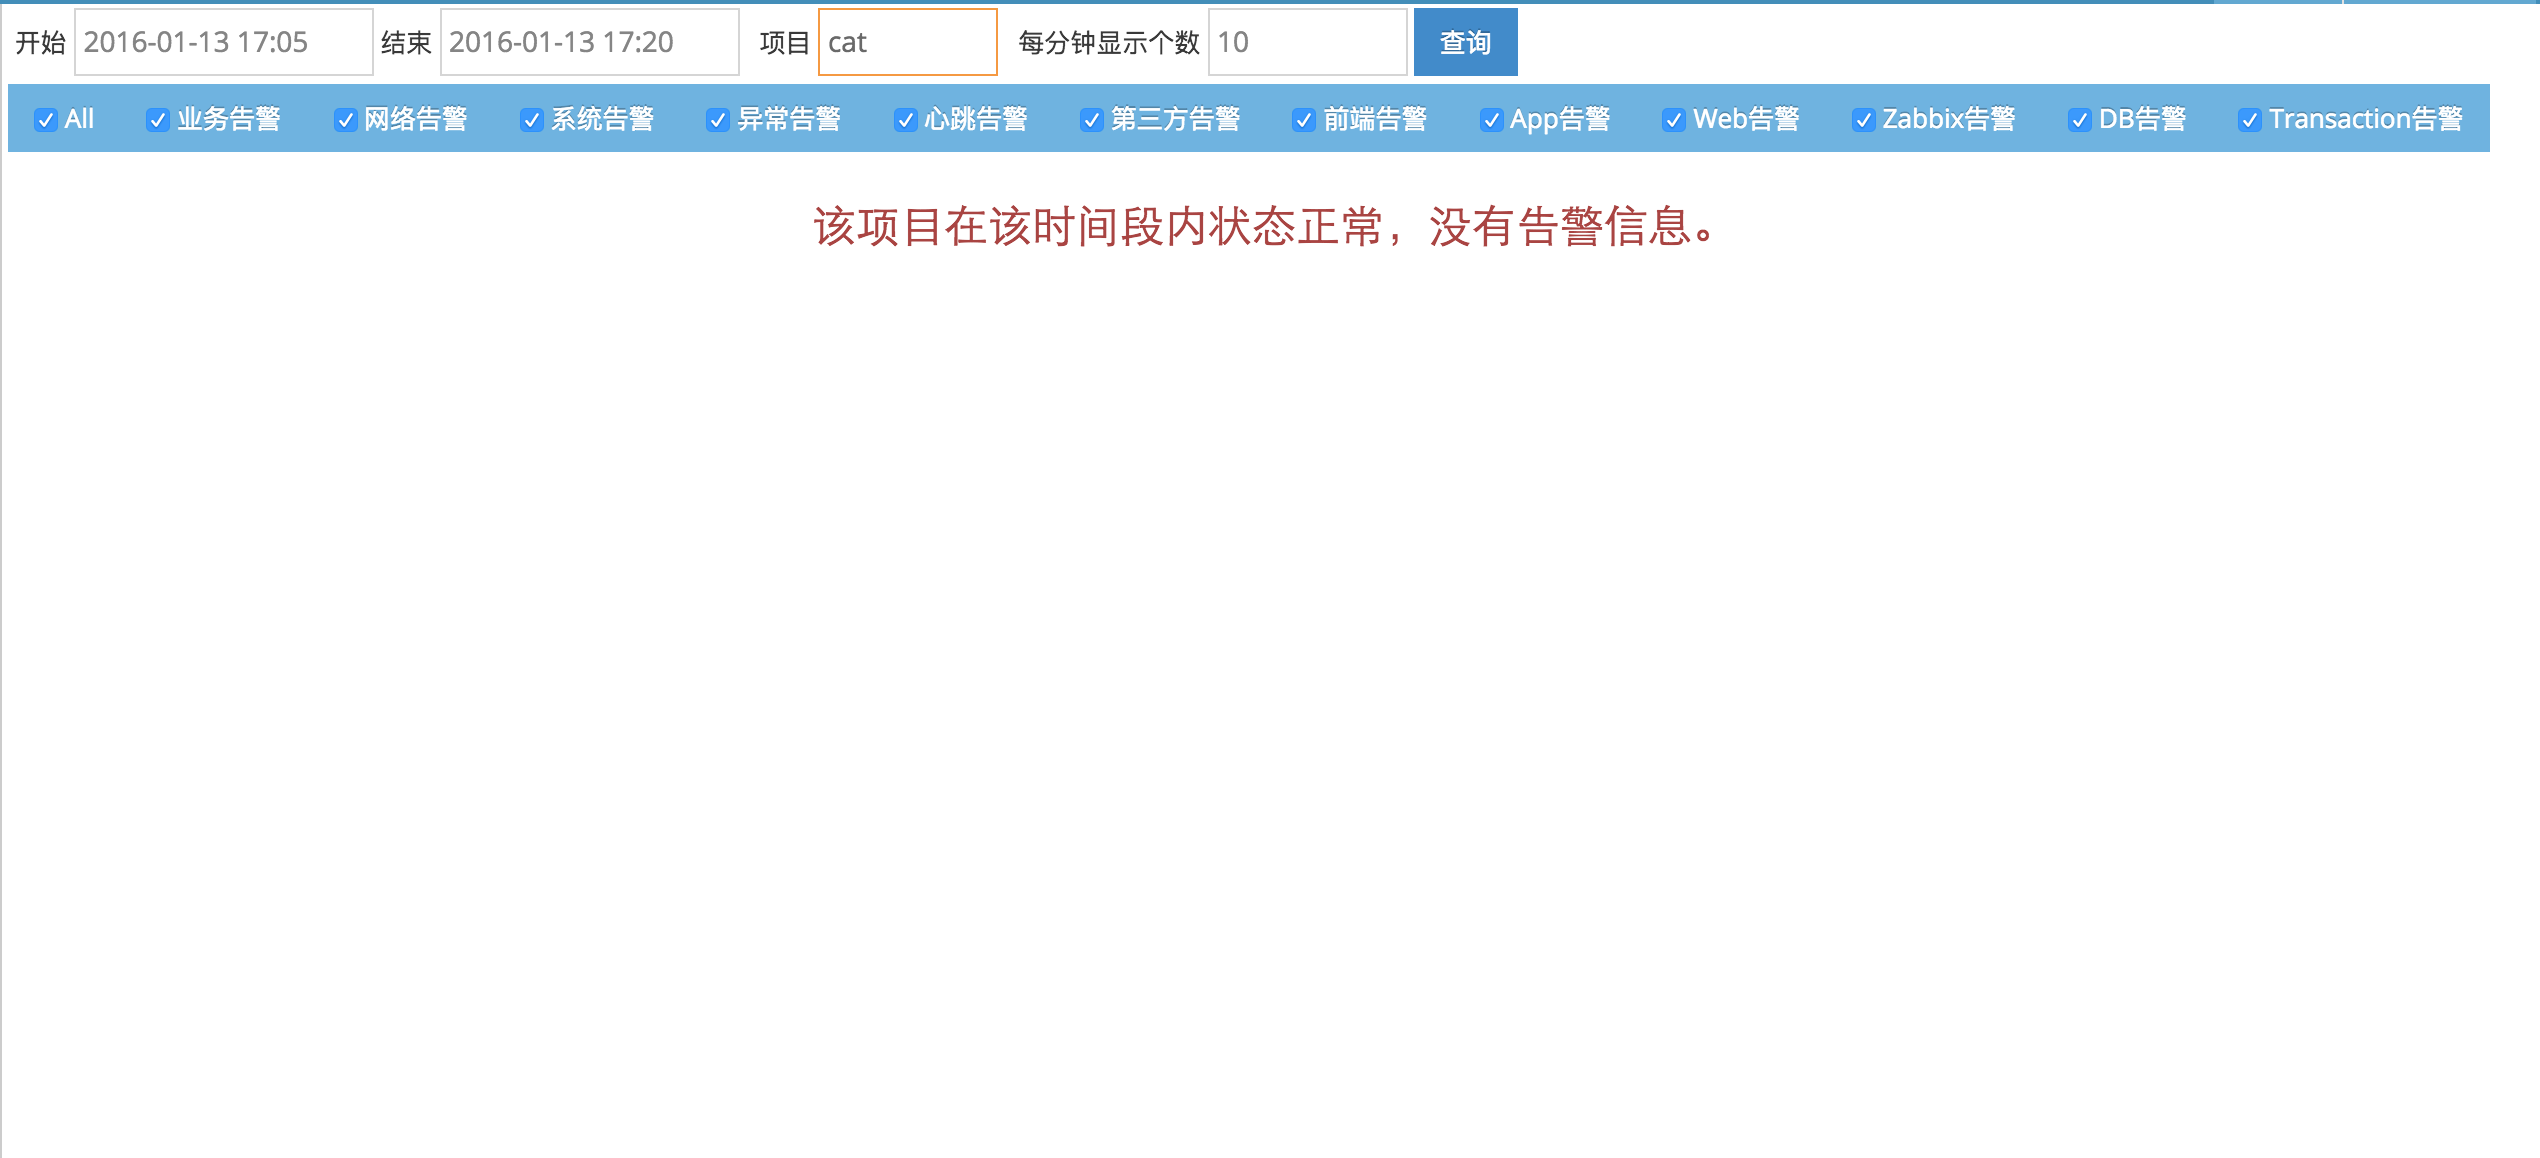 开始 2016-01-13 17:05 结束 2016-01-13 17:20 项目 cat 每分钟显示个数 10 查询
All 业务告警 网络告警 系统告警 异常告警 心跳告警 第三方告警 前端告警 App告警 Web告警 Zabbix告警 DB告警 Transaction告警
该项目在该时间段内状态正常，没有告警信息。